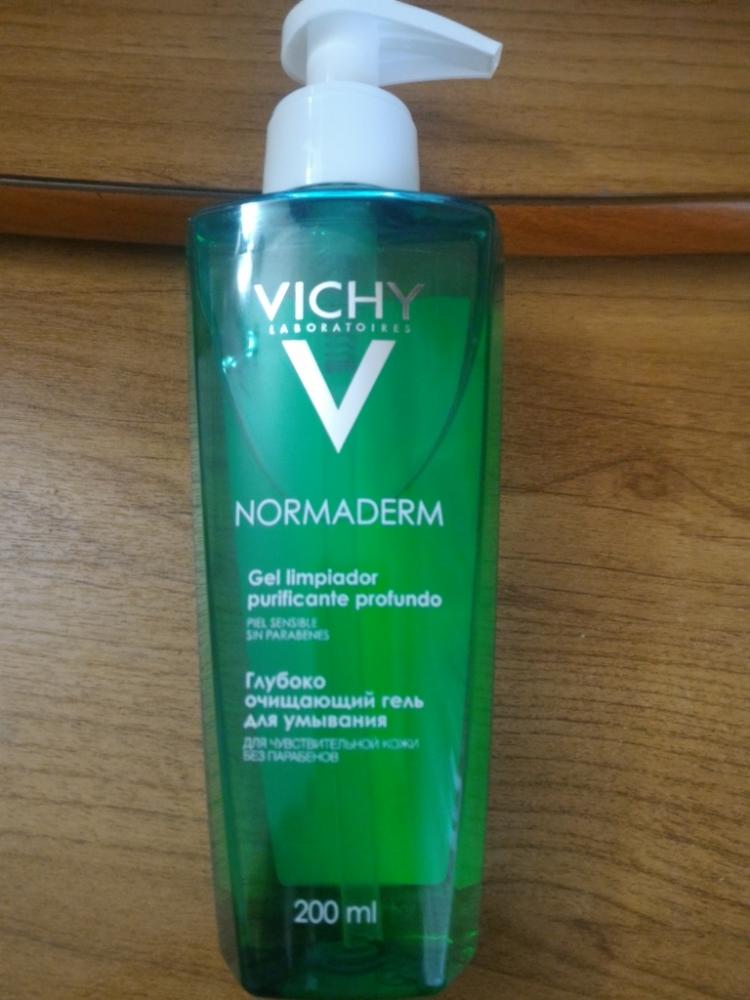 VICHY
LABORATOIRES
V
NORMADERM
Gel limpiador
purificante profundo
PIEL SENSIBLE
SIN PARABENES
Глубоко
очищающий гель
для умывания
ДЛЯ ЧУВСТВИТЕЛЬНОЙ КОЖИ
БЕЗ ПАРАБЕНОВ
200 ml